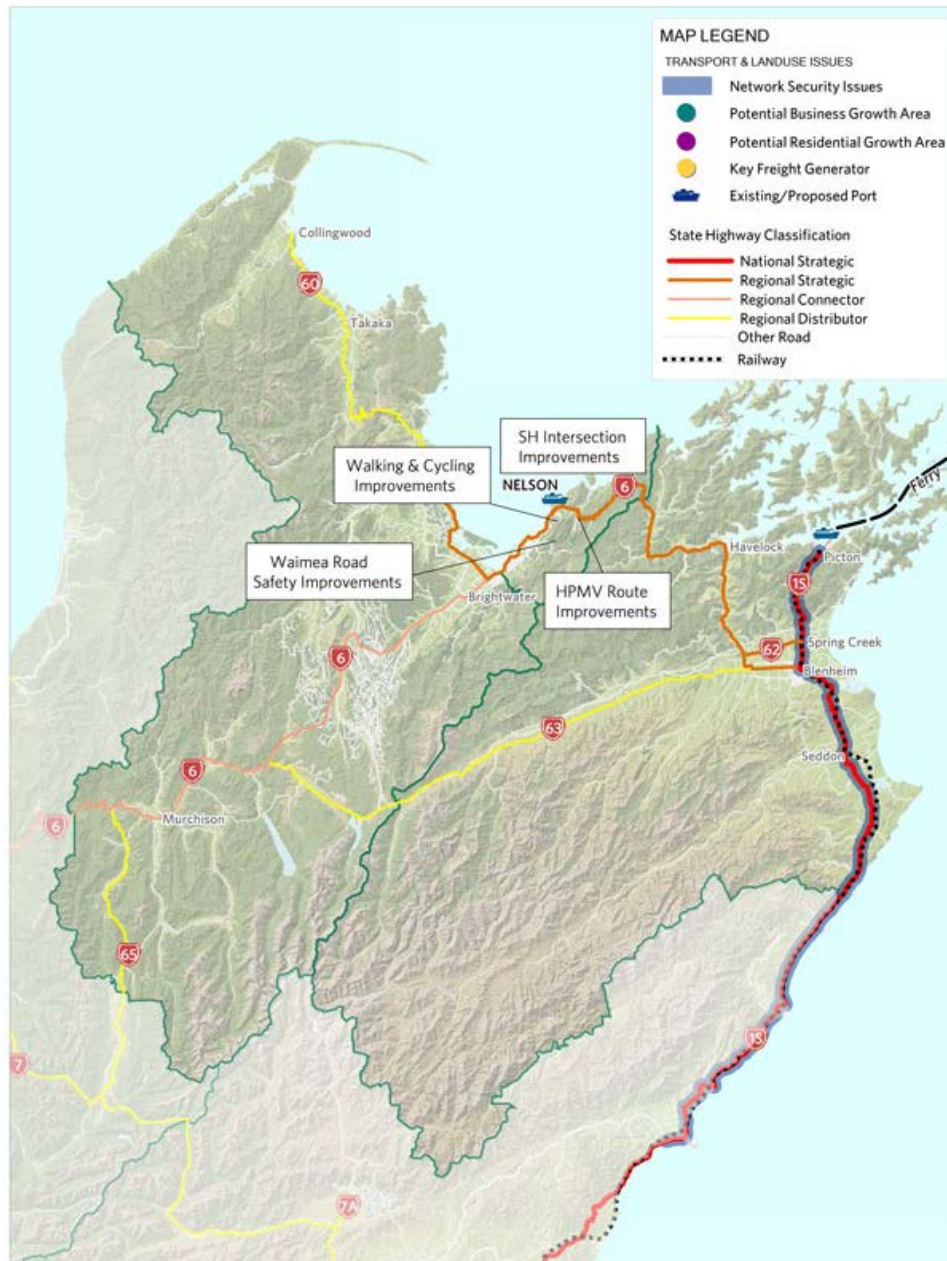 MAP LEGEND
TRANSPORT & LANDUSE ISSUES
Network Security Issues
Potential Business Growth Area
Potential Residential Growth Area
Key Freight Generator
Existing/Proposed Port
State Highway Classification
National Strategic
Regional Strategic
Regional Connector
Regional Distributor
Other Road
Railway
Collingwood
60
Takaka
SH Intersection
Improvements
Walking & Cycling
Improvements
NELSON
6
Ferry
Waimea Road
Safety Improvements
HPMV Route
Improvements
Havelock
Picton
1S
Brightwater
6
62
Spring Creek
Blenheim
63
Seddon
6
6
Murchison
65
1S
7
7A